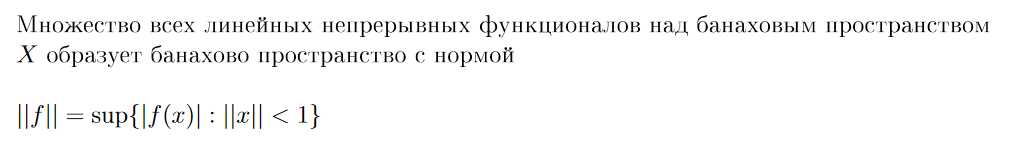 Множество всех линейных непрерывных функционалов над банаховым пространством
X образует банахово пространство с нормой
||f|| = sup{|f(x)| : ||x|| < 1}